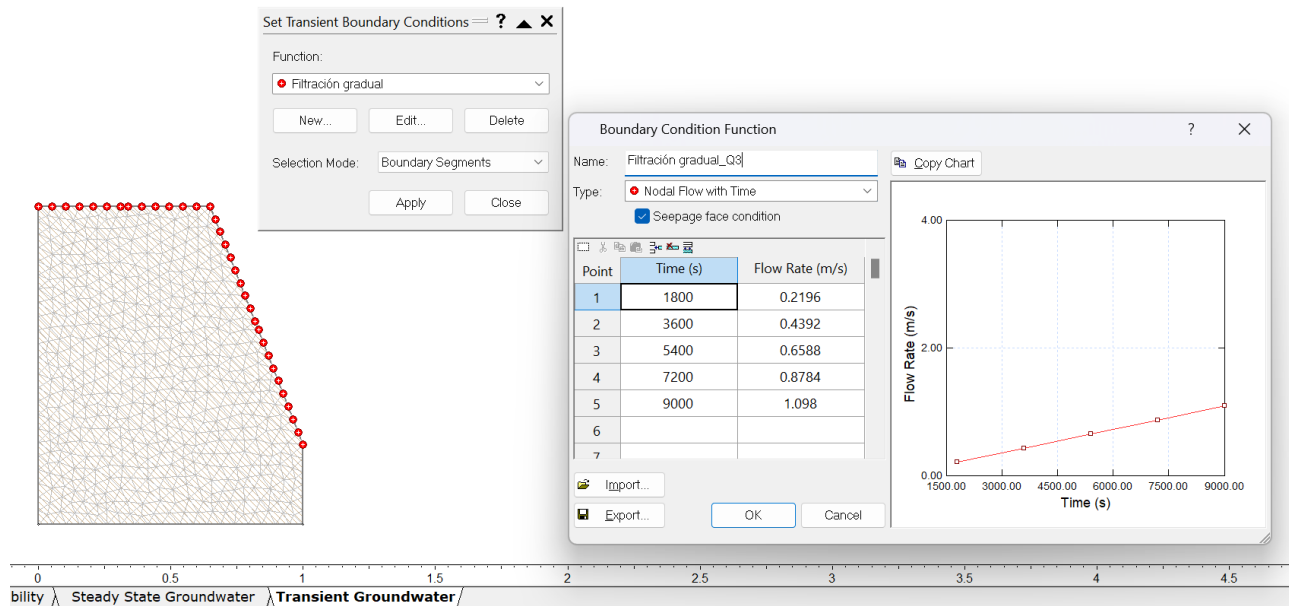 Set Transient Boundary Conditions ?
Function:
Filtración gradual
New... Edit... Delete
Selection Mode: Boundary Segments
Apply Close
Boundary Condition Function ?
Name: Filtración gradual_Q3
Copy Chart
Type: Nodal Flow with Time
Seepage face condition
Point Time (s) Flow Rate (m/s)
1 1800 0.2196
2 3600 0.4392
3 5400 0.6588
4 7200 0.8784
5 9000 1.098
6
7
Import...
Export...
OK Cancel
4.00
2.00
0.00
Flow Rate (m/s)
1500.00 3000.00 4500.00 6000.00 7500.00 9000.00
Time (s)
0 0.5 1 1.5 2 2.5 3 3.5 4 4.5
bility Steady State Groundwater Transient Groundwater